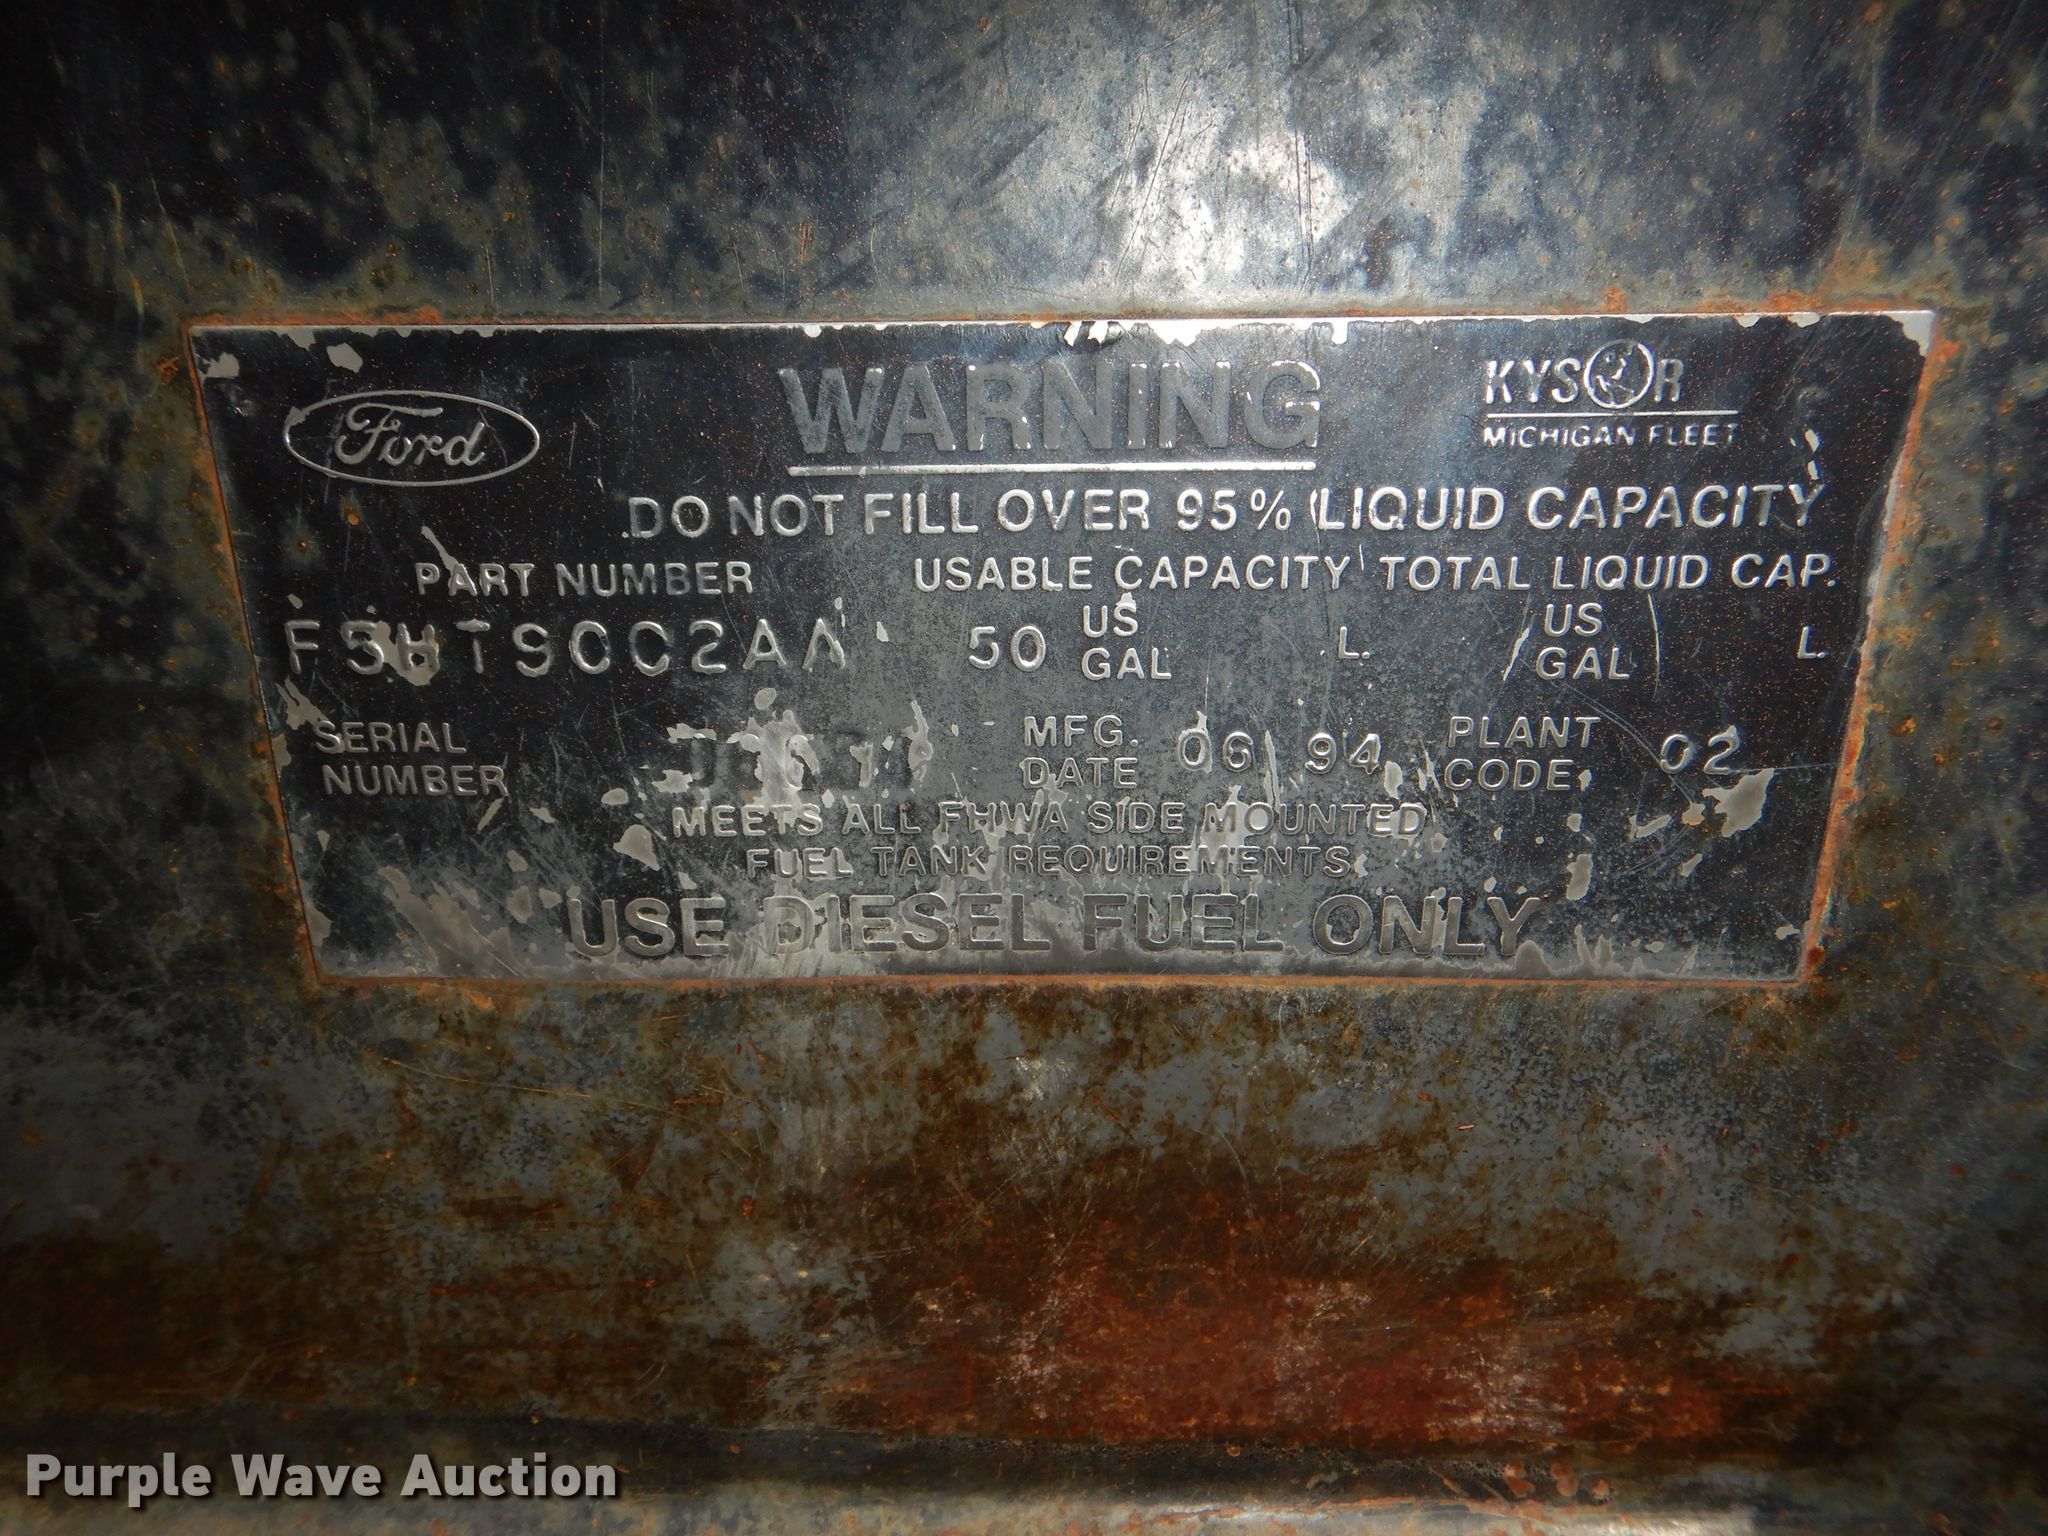 Ford
WARNING
KYSOR
MICHIGAN FLEET
DO NOT FILL OVER 95% LIQUID CAPACITY
PART NUMBER USABLE CAPACITY TOTAL LIQUID CAP.
F5HT9002AA 50 US GAL L. US GAL L.
SERIAL NUMBER MFG. DATE 06 94 PLANT CODE 02
MEETS ALL FHWA SIDE MOUNTED
FUEL TANK REQUIREMENTS
USE DIESEL FUEL ONLY
Purple Wave Auction